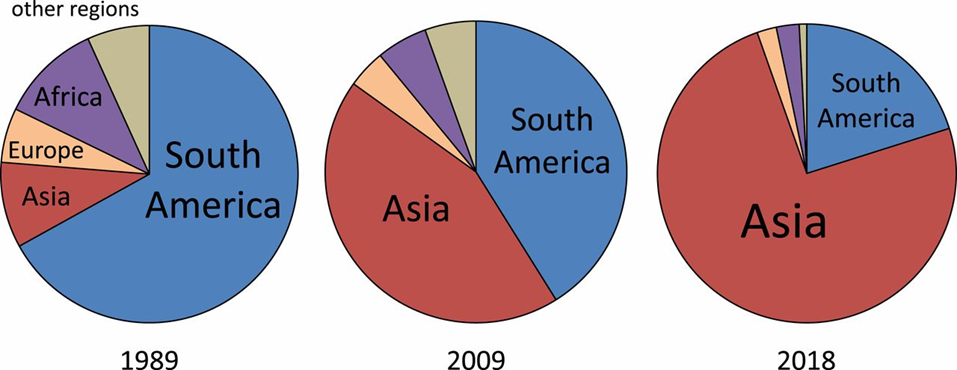 other regions
Africa
Europe
Asia
South
America
1989
South
America
Asia
2009
South
America
Asia
2018